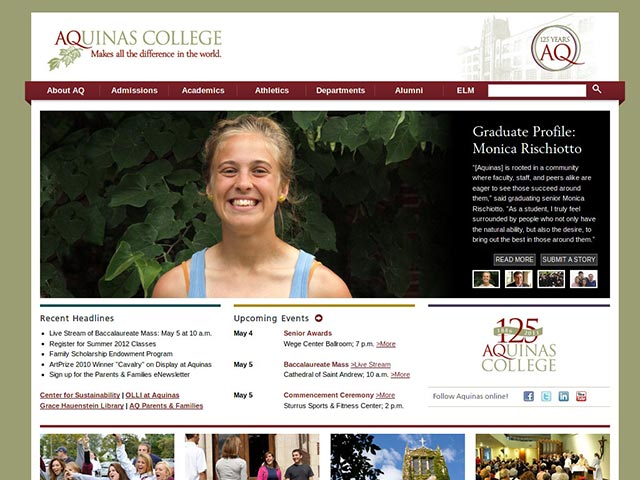 AQUINAS COLLEGE
Makes all the difference in the world.
125 YEARS
AQ
About AQ
Admissions
Academics
Athletics
Departments
Alumni
ELM
Graduate Profile:
Monica Rischiotto
"[Aquinas] is rooted in a community
where faculty, staff, and peers alike are
eager to see those succeed around
them," said graduating senior Monica
Rischiotto. "As a student, I truly feel
surrounded by people who not only have
the natural ability, but also the desire, to
bring out the best in those around them."
READ MORE
SUBMIT A STORY
Recent Headlines
Live Stream of Baccalaureate Mass: May 5 at 10 a.m.
Register for Summer 2012 Classes
Family Scholarship Endowment Program
ArtPrize 2010 Winner "Cavalry" on Display at Aquinas
Sign up for the Parents & Families eNewsletter
Center for Sustainability | OLLI at Aquinas
Grace Hauenstein Library | AQ Parents & Families
Upcoming Events
May 4 Senior Awards
Wege Center Ballroom; 7 p.m. >More
May 5 Baccalaureate Mass >Live Stream
Cathedral of Saint Andrew; 10 a.m. >More
May 5 Commencement Ceremony >More
Sturrus Sports & Fitness Center; 2 p.m.
125
AQUINAS
COLLEGE
Follow Aquinas online!